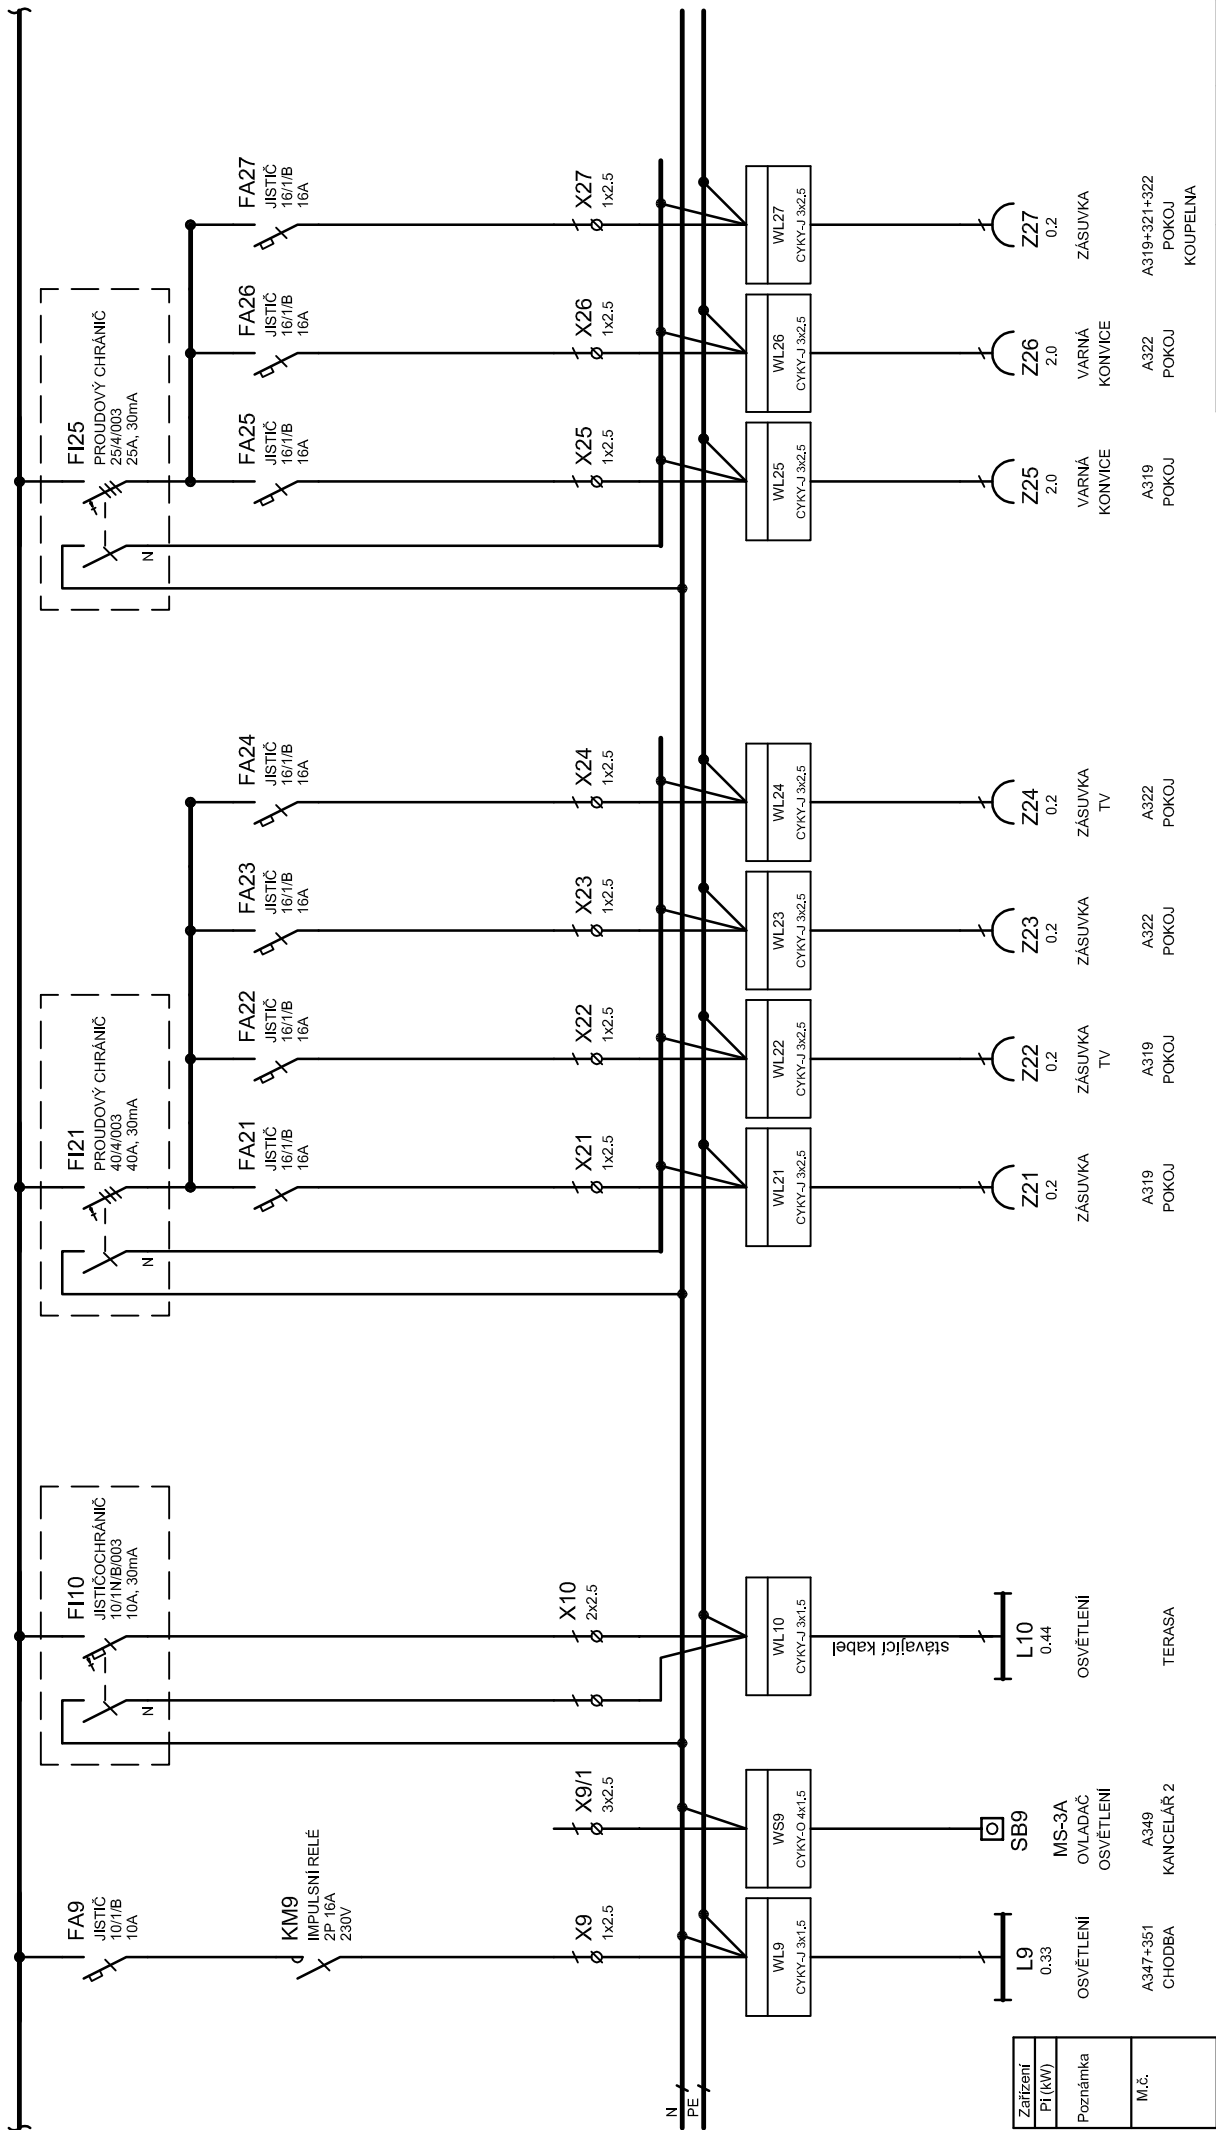 FA9
JISTIČ
10/1/B
10A
KM9
IMPULSNÍ RELÉ
2P 16A
230V
X9
1x2.5
WL9
CYKY-J 3x1.5
L9
0.33
OSVĚTLENÍ
A347+351
CHODBA
X9/1
3x2.5
WS9
CYKY-O 4x1.5
SB9
MS-3A
OVLADAČ
OSVĚTLENÍ
A349
KANCELÁŘ 2
FI10
JISTIČOCHRÁNIČ
10/1N/B/003
10A, 30mA
N
X10
2x2.5
WL10
CYKY-J 3x1.5
stávající kabel
L10
0.44
OSVĚTLENÍ
TERASA
FI21
PROUDOVÝ CHRÁNIČ
40/4/003
40A, 30mA
N
FA21
JISTIČ
16/1/B
16A
X21
1x2.5
WL21
CYKY-J 3x2.5
Z21
0.2
ZÁSUVKA
A319
POKOJ
FA22
JISTIČ
16/1/B
16A
X22
1x2.5
WL22
CYKY-J 3x2.5
Z22
0.2
ZÁSUVKA
TV
A319
POKOJ
FA23
JISTIČ
16/1/B
16A
X23
1x2.5
WL23
CYKY-J 3x2.5
Z23
0.2
ZÁSUVKA
A322
POKOJ
FA24
JISTIČ
16/1/B
16A
X24
1x2.5
WL24
CYKY-J 3x2.5
Z24
0.2
ZÁSUVKA
TV
A322
POKOJ
FI25
PROUDOVÝ CHRÁNIČ
25/4/003
25A, 30mA
N
FA25
JISTIČ
16/1/B
16A
X25
1x2.5
WL25
CYKY-J 3x2.5
Z25
2.0
VARNÁ
KONVICE
A319
POKOJ
FA26
JISTIČ
16/1/B
16A
X26
1x2.5
WL26
CYKY-J 3x2.5
Z26
2.0
VARNÁ
KONVICE
A322
POKOJ
FA27
JISTIČ
16/1/B
16A
X27
1x2.5
WL27
CYKY-J 3x2.5
Z27
0.2
ZÁSUVKA
A319+321+322
POKOJ
KOUPELNA
N
PE
Zařízení
Pi (kW)
Poznámka
M.č.